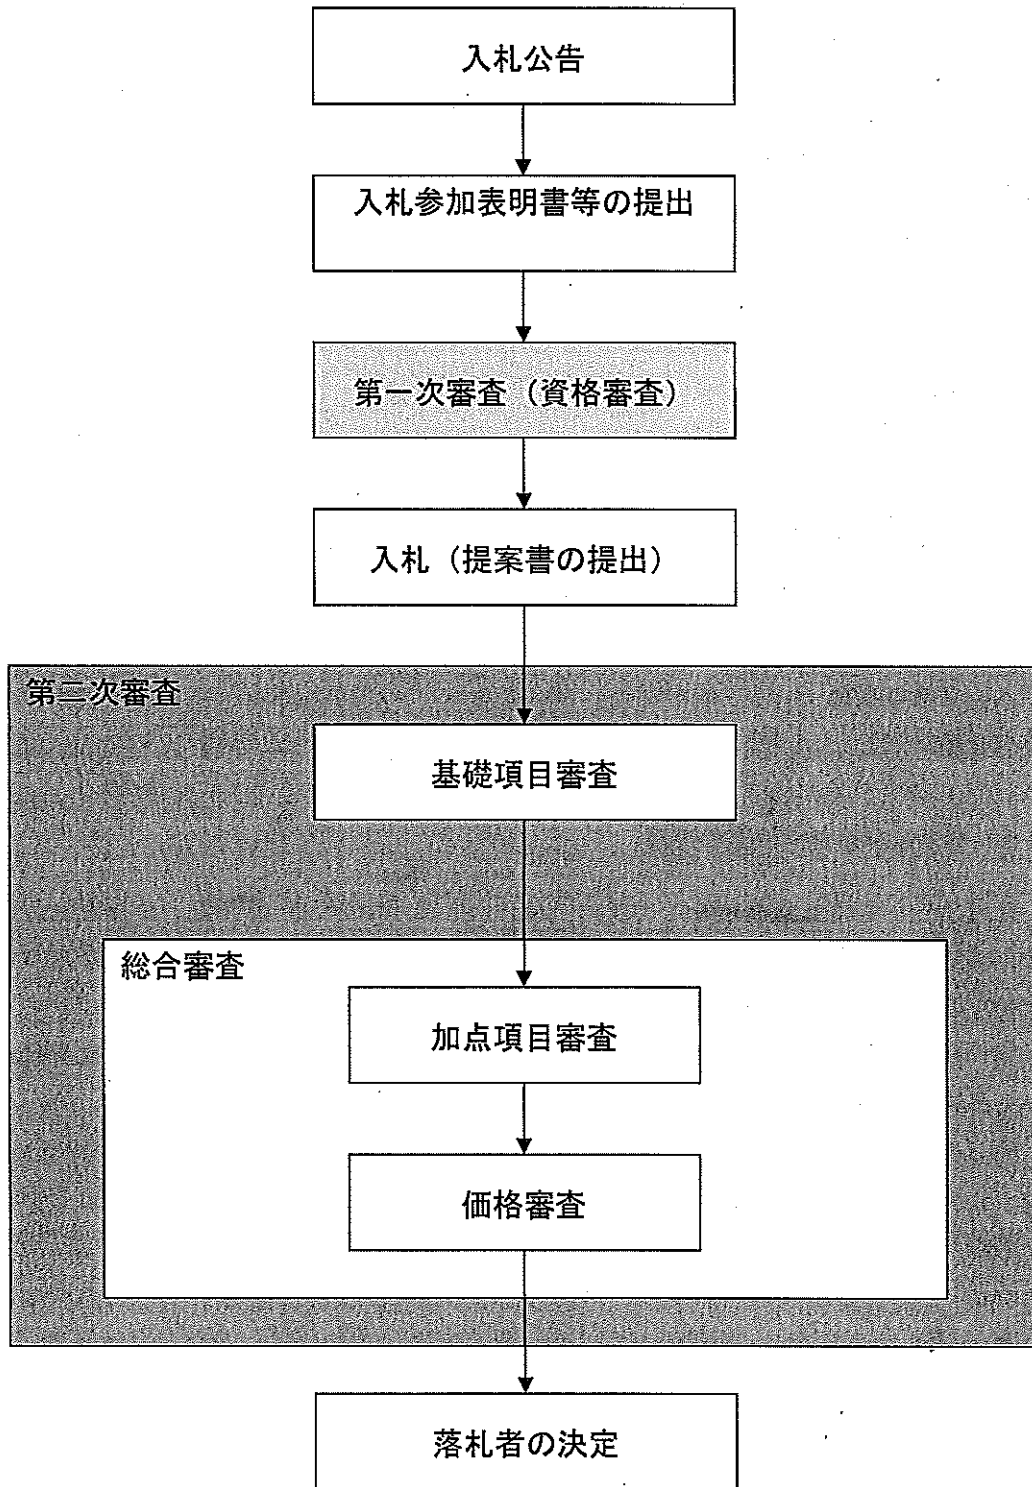 入札公告
入札参加表明書等の提出
第一次審査（資格審査）
入札（提案書の提出）
第二次審査
基礎項目審査
総合審査
加点項目審査
価格審査
落札者の決定